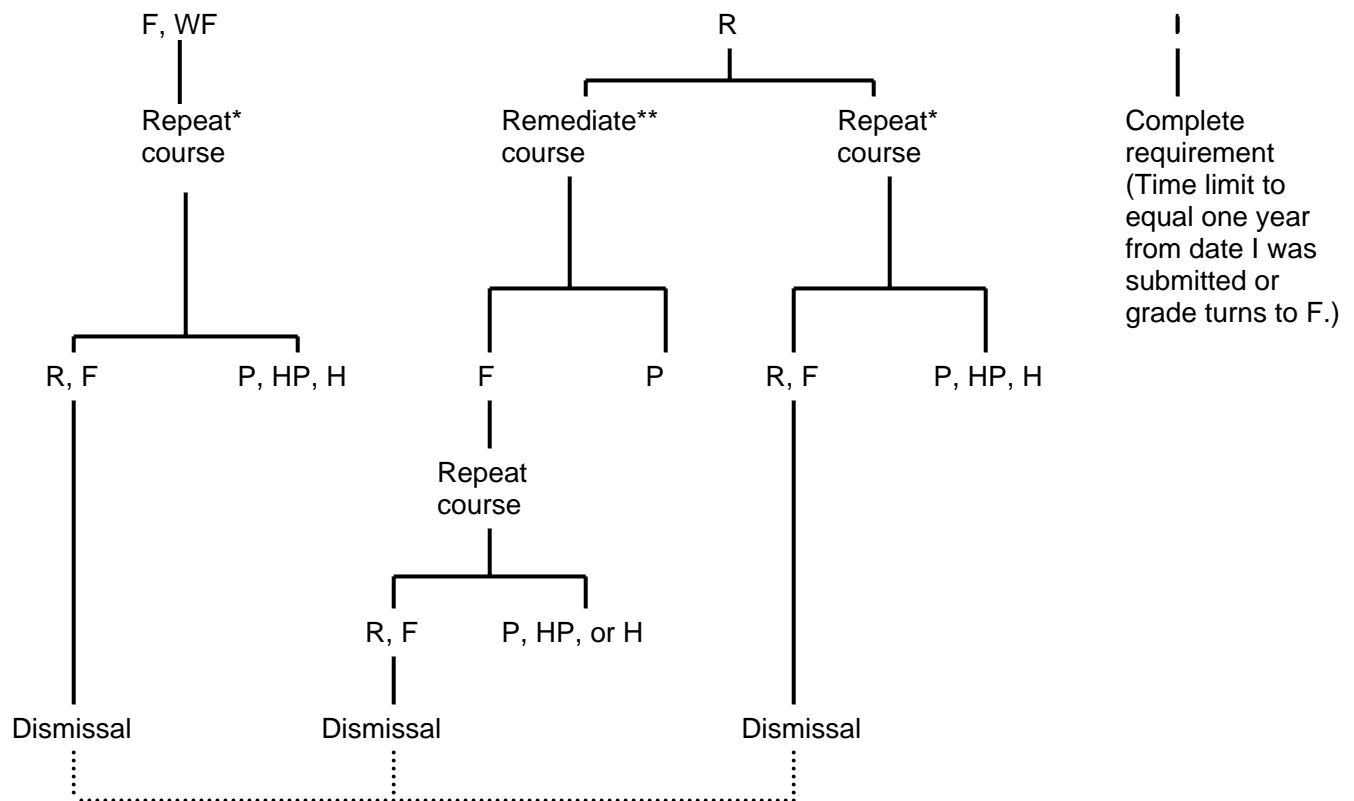 F, WF
R
I
Repeat*
course
Remediate**
course
Repeat*
course
Complete
requirement
(Time limit to
equal one year
from date I was
submitted or
grade turns to F.)
R, F
P, HP, H
F
P
R, F
P, HP, H
Repeat
course
R, F
P, HP, or H
Dismissal
Dismissal
Dismissal